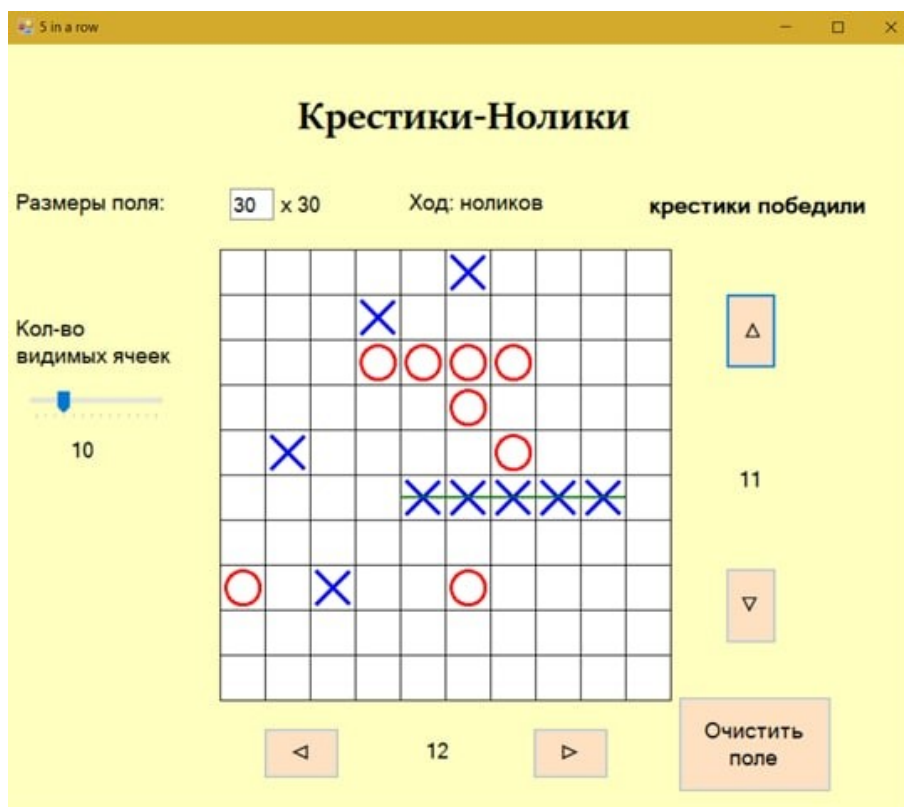 5 in a row
Крестики-Нолики
Размеры поля: 30 x 30 Ход: ноликов крестики победили
Кол-во
видимых ячеек
10
11
12
Очистить
поле